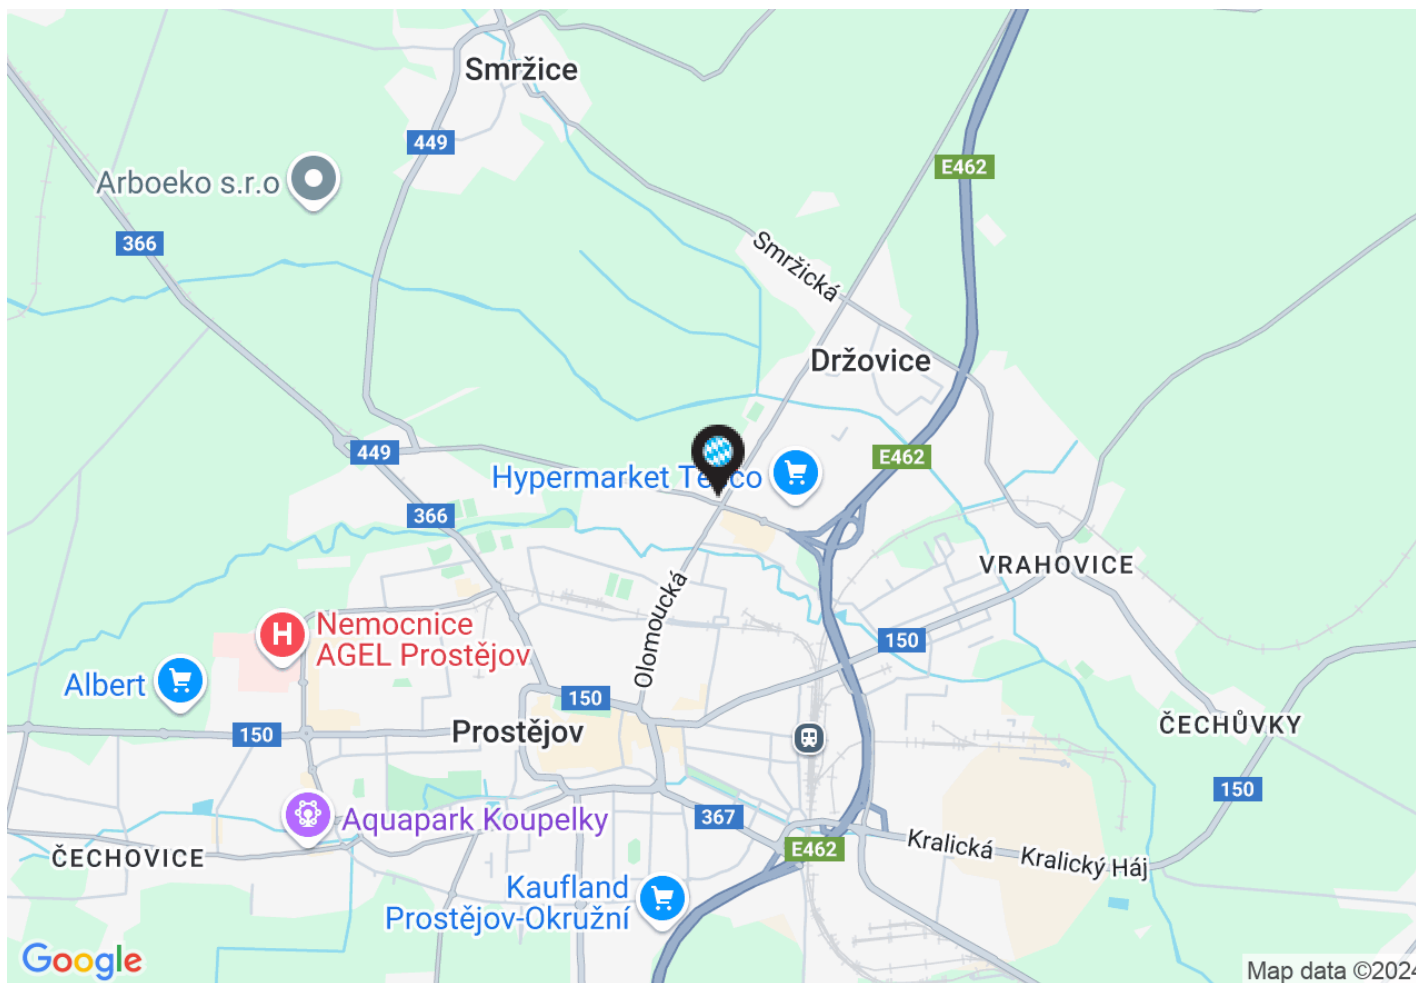 Smržice
449
E462
Arboeko s.r.o
366
Smržická
Držovice
449
E462
Hypermarket Tesco
366
VRAHOVICE
Olomoucká
H
Nemocnice
AGEL Prostějov
150
Albert
150
150
Prostějov
ČECHŮVKY
150
Aquapark Koupelky
367
E462
Kralická
Kralický Háj
ČECHOVICE
Kaufland
Prostějov-Okružní
Google
Map data ©2024